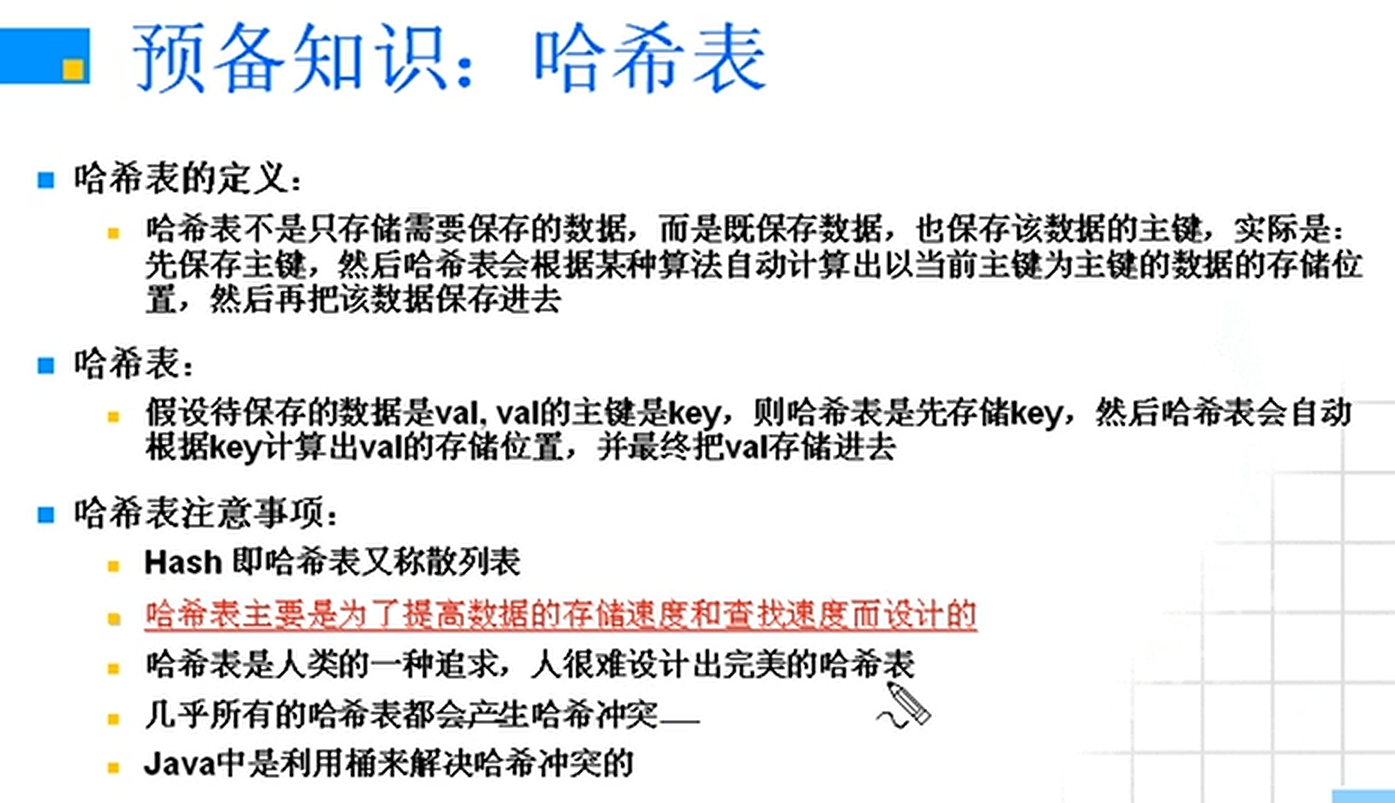 预备知识：哈希表
哈希表的定义：
哈希表不是只存储需要保存的数据，而是既保存数据，也保存该数据的主键，实际是：
先保存主键，然后哈希表会根据某种算法自动计算出以当前主键为主键的数据的存储位
置，然后再把该数据保存进去
哈希表：
假设待保存的数据是val, val的主键是key，则哈希表是先存储key，然后哈希表会自动
根据key计算出val的存储位置，并最终把val存储进去
哈希表注意事项：
Hash 即哈希表又称散列表
哈希表主要是为了提高数据的存储速度和查找速度而设计的
哈希表是人类的一种追求，人很难设计出完美的哈希表
几乎所有的哈希表都会产生哈希冲突
Java中是利用桶来解决哈希冲突的